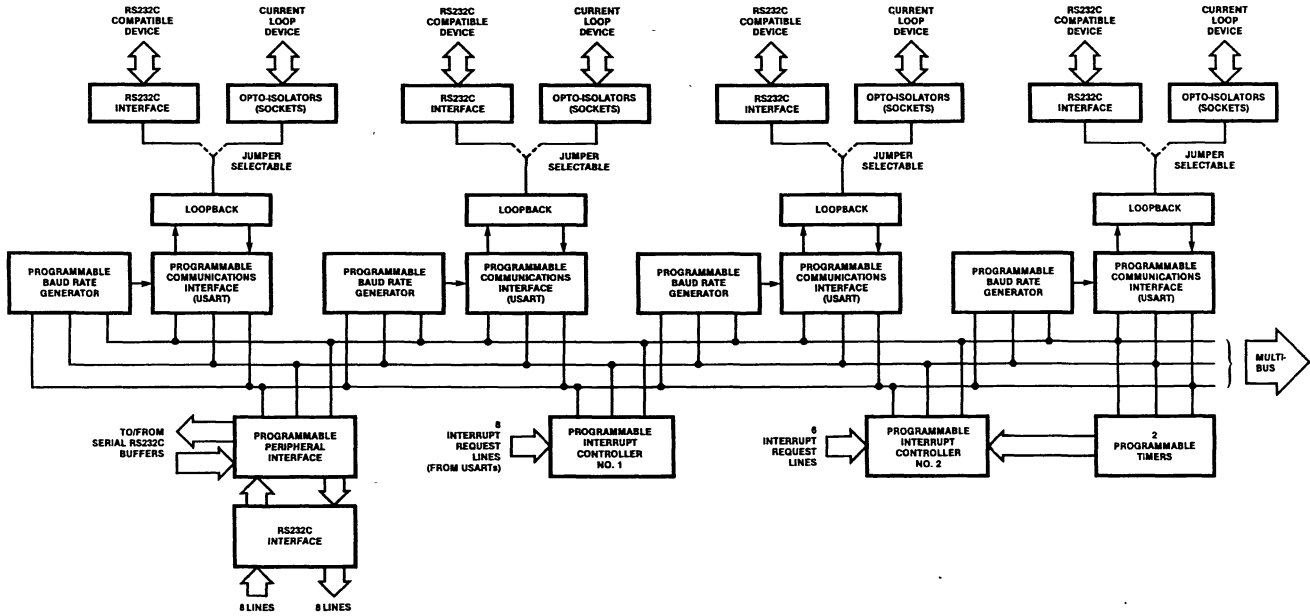 RS232C
COMPATIBLE
DEVICE
CURRENT
LOOP
DEVICE
RS232C
COMPATIBLE
DEVICE
CURRENT
LOOP
DEVICE
RS232C
COMPATIBLE
DEVICE
CURRENT
LOOP
DEVICE
RS232C
COMPATIBLE
DEVICE
CURRENT
LOOP
DEVICE
RS232C
INTERFACE
OPTO-ISOLATORS
(SOCKETS)
RS232C
INTERFACE
OPTO-ISOLATORS
(SOCKETS)
RS232C
INTERFACE
OPTO-ISOLATORS
(SOCKETS)
RS232C
INTERFACE
OPTO-ISOLATORS
(SOCKETS)
JUMPER
SELECTABLE
JUMPER
SELECTABLE
JUMPER
SELECTABLE
JUMPER
SELECTABLE
LOOPBACK
LOOPBACK
LOOPBACK
LOOPBACK
PROGRAMMABLE
BAUD RATE
GENERATOR
PROGRAMMABLE
COMMUNICATIONS
INTERFACE
(USART)
PROGRAMMABLE
BAUD RATE
GENERATOR
PROGRAMMABLE
COMMUNICATIONS
INTERFACE
(USART)
PROGRAMMABLE
BAUD RATE
GENERATOR
PROGRAMMABLE
COMMUNICATIONS
INTERFACE
(USART)
PROGRAMMABLE
BAUD RATE
GENERATOR
PROGRAMMABLE
COMMUNICATIONS
INTERFACE
(USART)
MULTI-
BUS
TO/FROM
SERIAL RS232C
BUFFERS
PROGRAMMABLE
PERIPHERAL
INTERFACE
8
INTERRUPT
REQUEST
LINES
(FROM USARTs)
PROGRAMMABLE
INTERRUPT
CONTROLLER
NO. 1
6
INTERRUPT
REQUEST
LINES
PROGRAMMABLE
INTERRUPT
CONTROLLER
NO. 2
2
PROGRAMMABLE
TIMERS
RS232C
INTERFACE
8 LINES
8 LINES